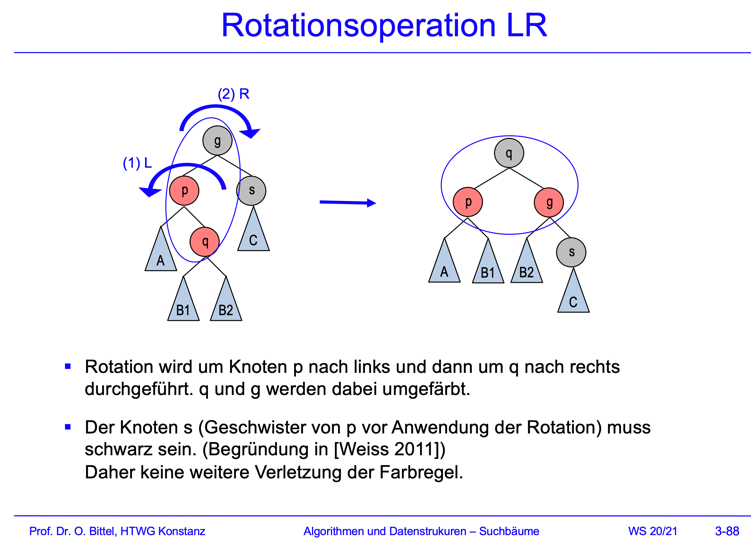 Rotationsoperation LR
(2) R
g
(1) L
p
s
q
A
C
B1
B2
q
p
g
s
A
B1
B2
C
Rotation wird um Knoten p nach links und dann um q nach rechts
durchgeführt. q und g werden dabei umgefärbt.
Der Knoten s (Geschwister von p vor Anwendung der Rotation) muss
schwarz sein. (Begründung in [Weiss 2011])
Daher keine weitere Verletzung der Farbregel.
Prof. Dr. O. Bittel, HTWG Konstanz
Algorithmen und Datenstrukuren – Suchbäume
WS 20/21
3-88